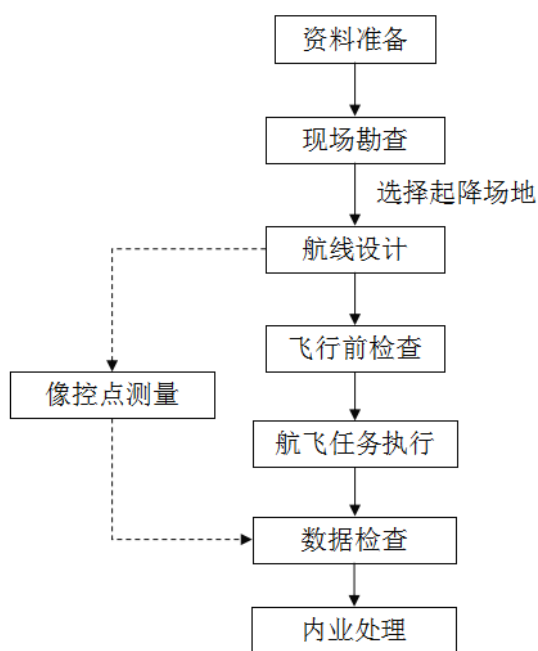 资料准备
现场勘查
选择起降场地
航线设计
飞行前检查
像控点测量
航飞任务执行
数据检查
内业处理